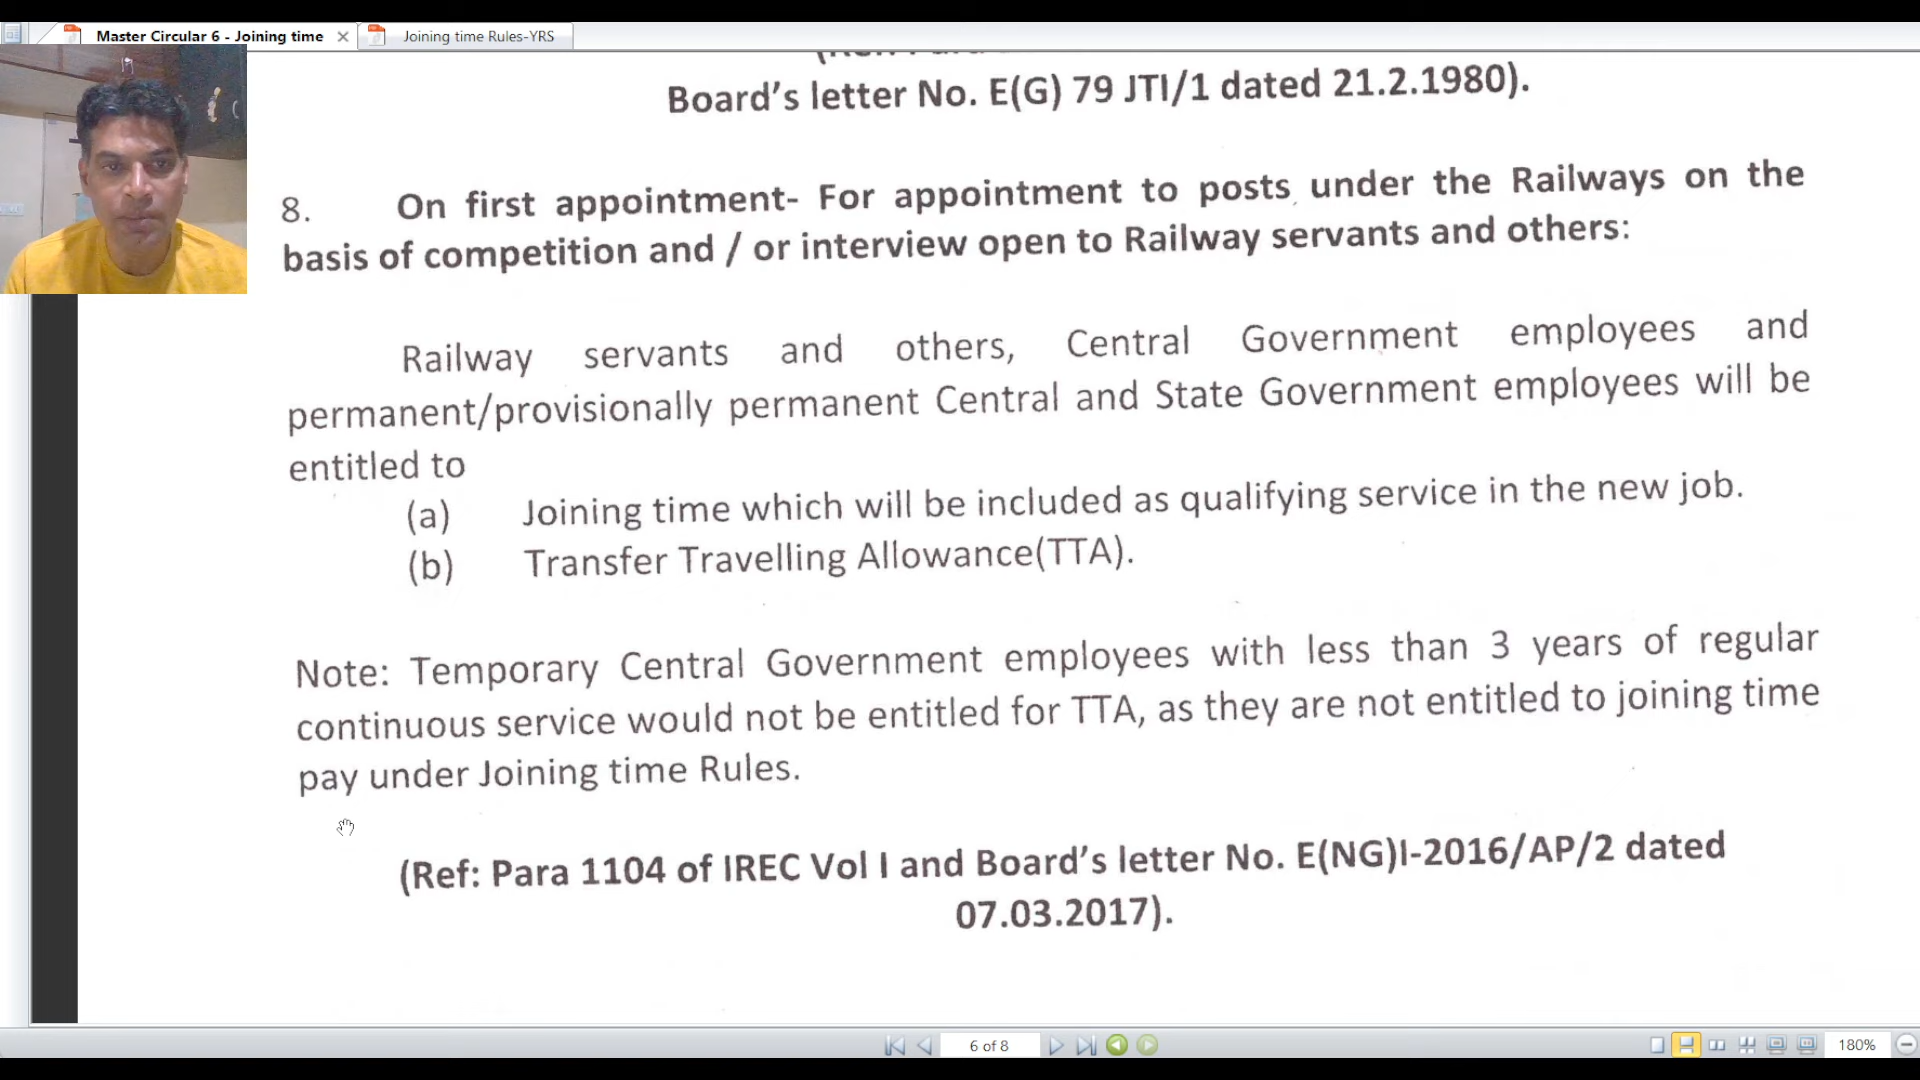 Master Circular 6 - Joining time
Joining time Rules-YRS
Board's letter No. E(G) 79 JTI/1 dated 21.2.1980).
8. On first appointment- For appointment to posts under the Railways on the
basis of competition and / or interview open to Railway servants and others:
Railway servants and others, Central Government employees and
permanent/provisionally permanent Central and State Government employees will be
entitled to
(a) Joining time which will be included as qualifying service in the new job.
(b) Transfer Travelling Allowance(TTA).
Note: Temporary Central Government employees with less than 3 years of regular
continuous service would not be entitled for TTA, as they are not entitled to joining time
pay under Joining time Rules.
(Ref: Para 1104 of IREC Vol I and Board's letter No. E(NG)I-2016/AP/2 dated
07.03.2017).
6 of 8
180%